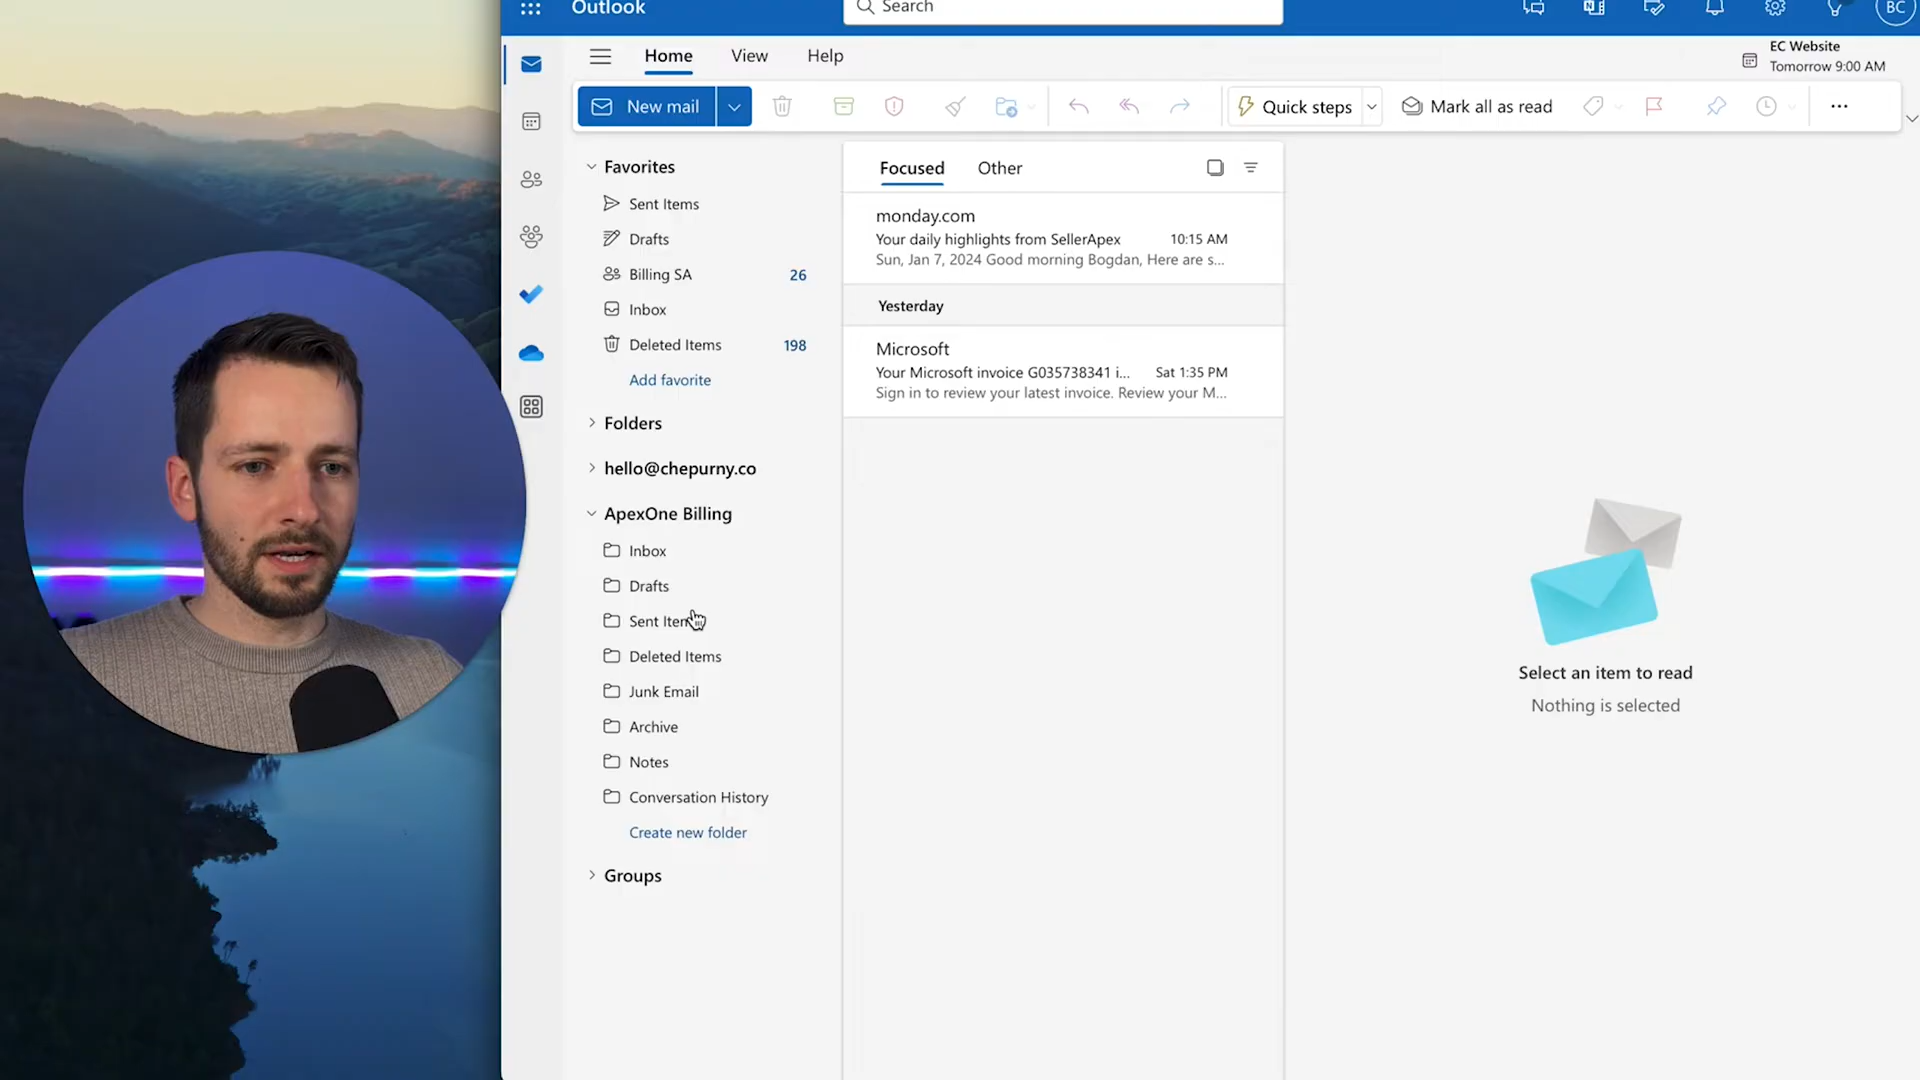 Outlook
Search
BC
Home
View
Help
EC Website
Tomorrow 9:00 AM
New mail
Quick steps
Mark all as read
Favorites
Sent Items
Drafts
Billing SA
26
Inbox
Deleted Items
198
Add favorite
Folders
hello@chepurny.co
ApexOne Billing
Inbox
Drafts
Sent Items
Deleted Items
Junk Email
Archive
Notes
Conversation History
Create new folder
Groups
Focused
Other
monday.com
Your daily highlights from SellerApex
10:15 AM
Sun, Jan 7, 2024 Good morning Bogdan, Here are s...
Yesterday
Microsoft
Your Microsoft invoice G035738341 i...
Sat 1:35 PM
Sign in to review your latest invoice. Review your M...
Select an item to read
Nothing is selected